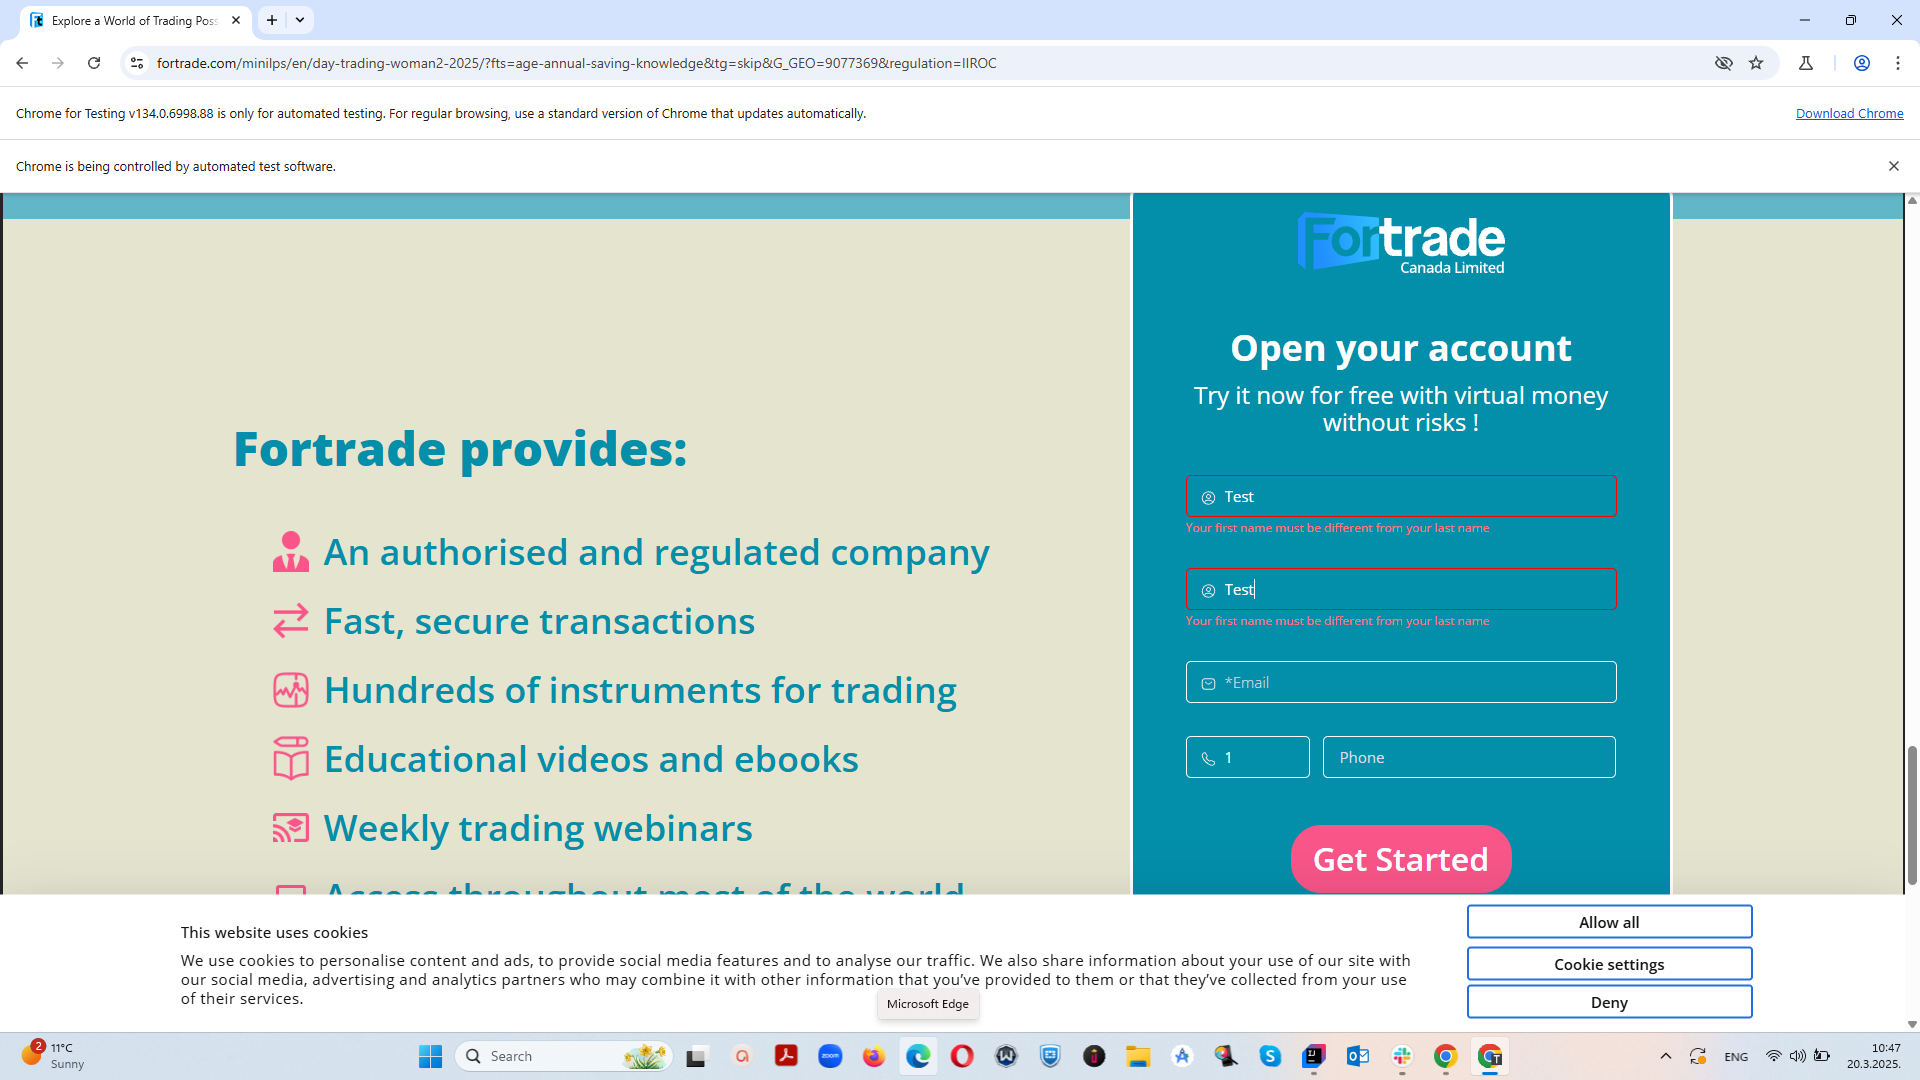 Explore a World of Trading Poss
fortrade.com/minilps/en/day-trading-woman2-2025/?fts=age-annual-saving-knowledge&tg=skip&G_GEO=9077369&regulation=IIROC
Chrome for Testing v134.0.6998.88 is only for automated testing. For regular browsing, use a standard version of Chrome that updates automatically.
Download Chrome
Chrome is being controlled by automated test software.
Fortrade
Canada Limited
Open your account
Try it now for free with virtual money
without risks !
Test
Your first name must be different from your last name
Test
Your first name must be different from your last name
*Email
1
Phone
Get Started
Fortrade provides:
An authorised and regulated company
Fast, secure transactions
Hundreds of instruments for trading
Educational videos and ebooks
Weekly trading webinars
Access throughout most of the world
This website uses cookies
We use cookies to personalise content and ads, to provide social media features and to analyse our traffic. We also share information about your use of our site with
our social media, advertising and analytics partners who may combine it with other information that you've provided to them or that they've collected from your use
of their services.
Allow all
Cookie settings
Deny
Microsoft Edge
2
11°C
Sunny
Search
zoom
T
ENG
10:47
20.3.2025.